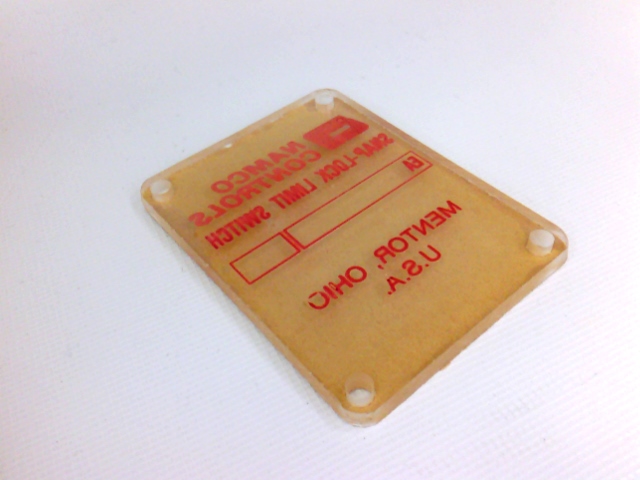 NAMCO
CONTROLS
SNAP-LOCK LIMIT SWITCH
EA
MENTOR, OHIO
U.S.A.